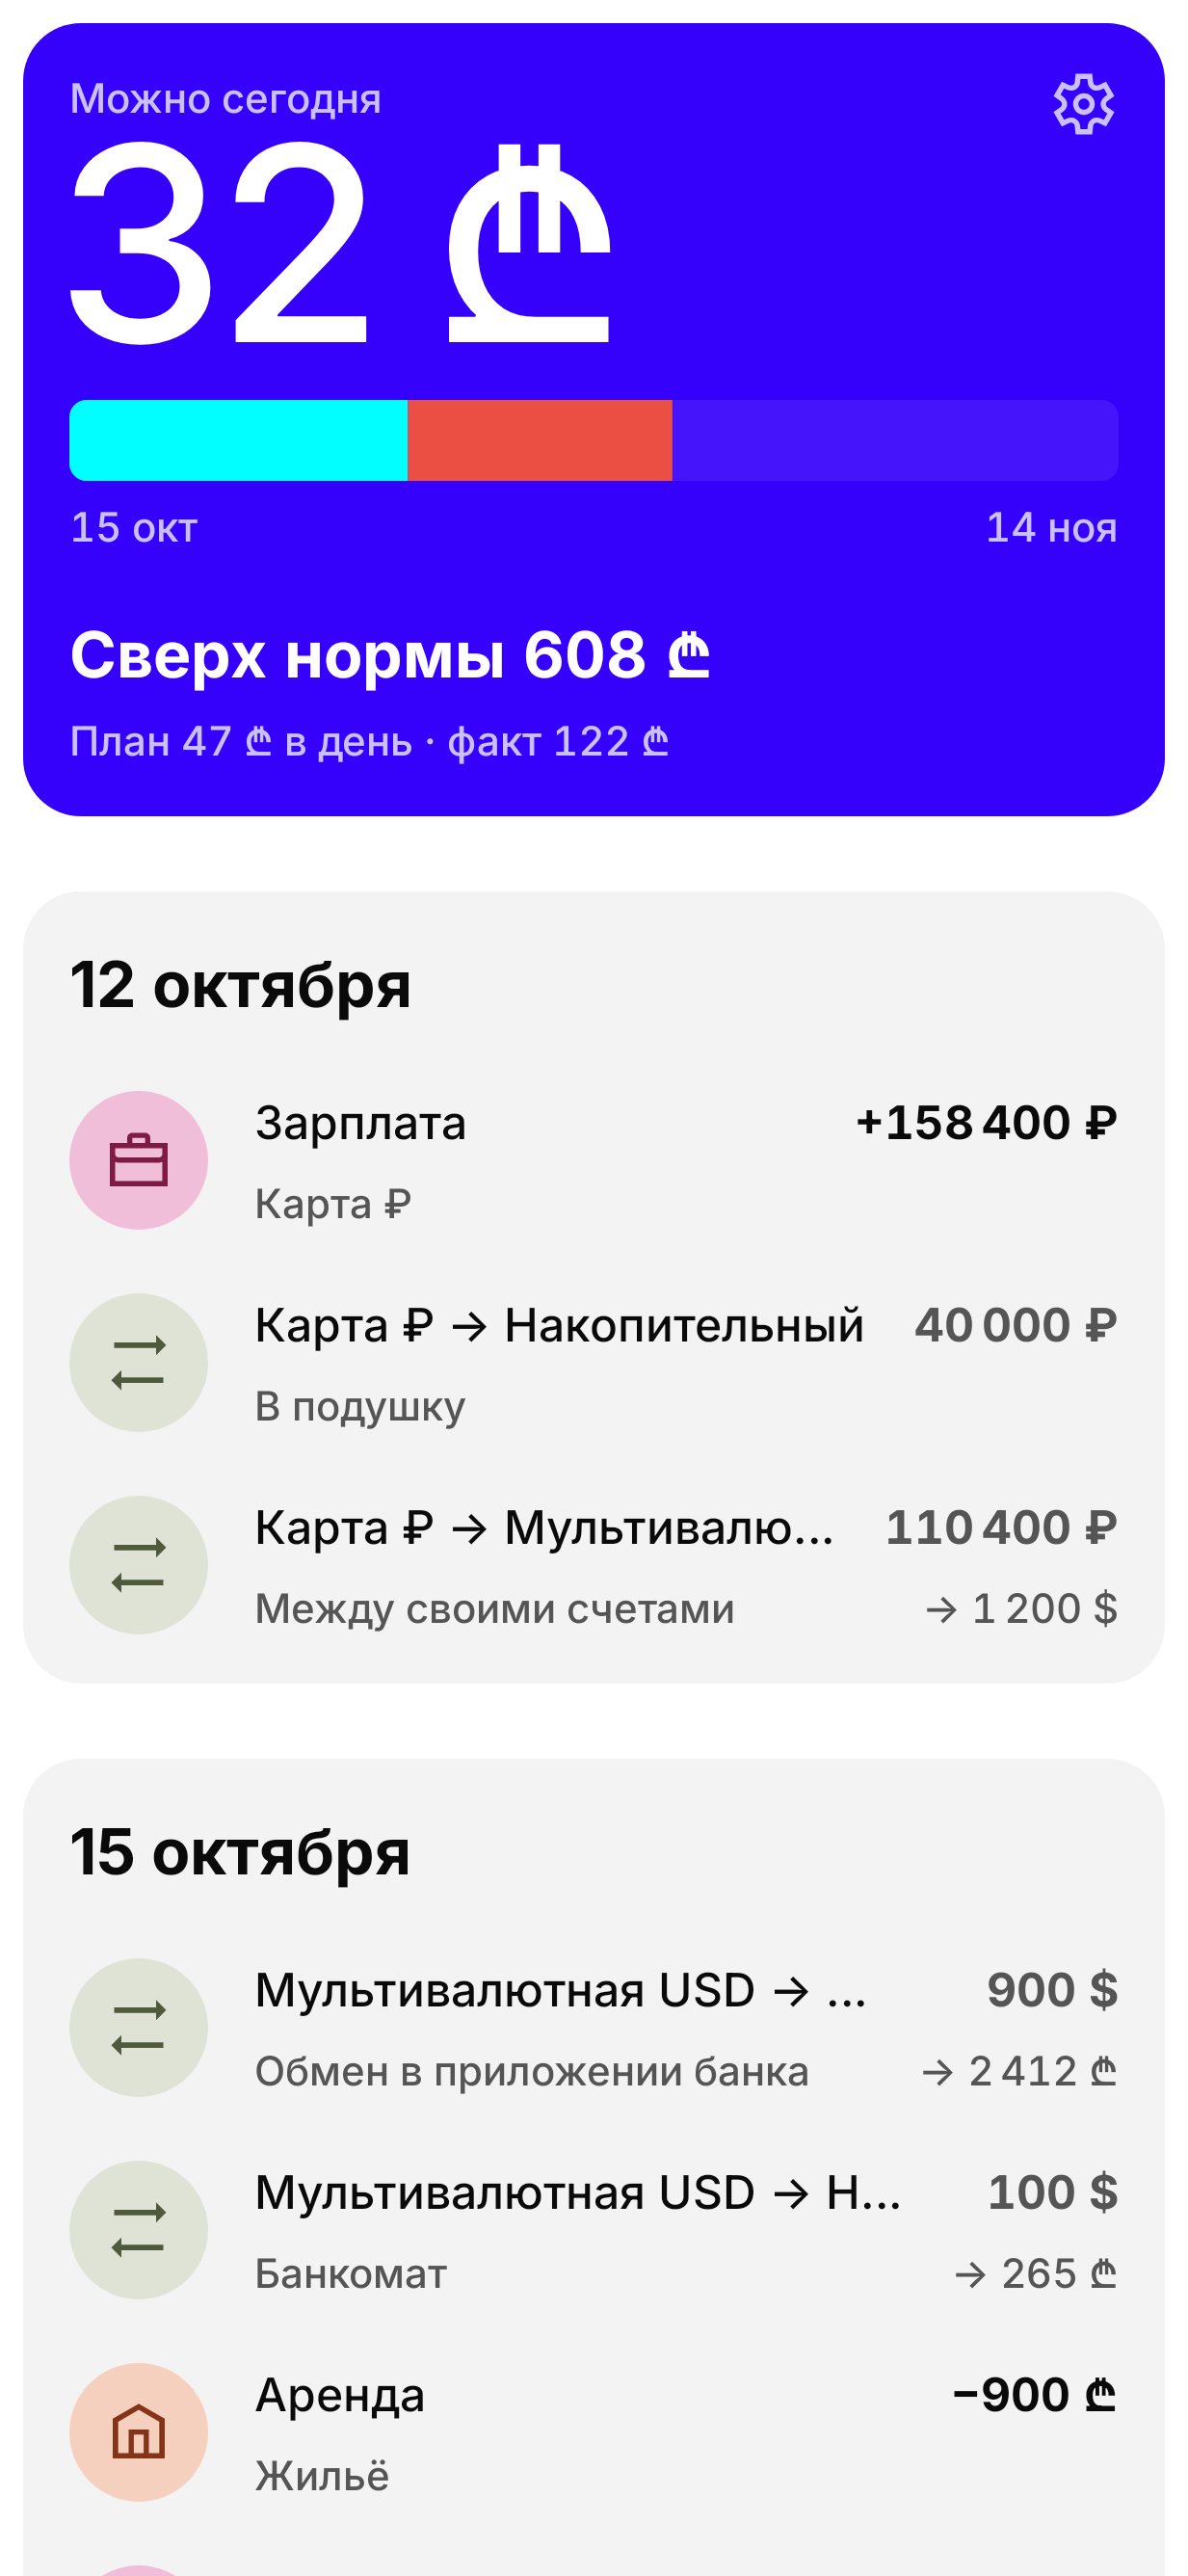 Можно сегодня
32 ₾
15 окт
14 ноя
Сверх нормы 608 ₾
План 47 ₾ в день · факт 122 ₾
12 октября
Зарплата
+158 400 ₽
Карта ₽
Карта ₽ → Накопительный
40 000 ₽
В подушку
Карта ₽ → Мультивалю...
110 400 ₽
Между своими счетами
→ 1 200 $
15 октября
Мультивалютная USD → ...
900 $
Обмен в приложении банка
→ 2 412 ₾
Мультивалютная USD → Н...
100 $
Банкомат
→ 265 ₾
Аренда
−900 ₾
Жильё